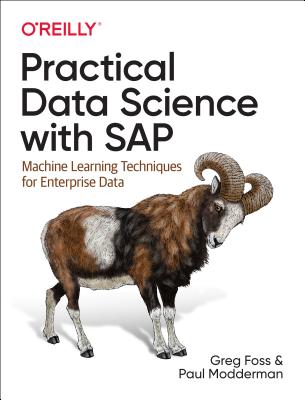 O'REILLY®
Practical
Data Science
with SAP
Machine Learning Techniques
for Enterprise Data
Greg Foss &
Paul Modderman